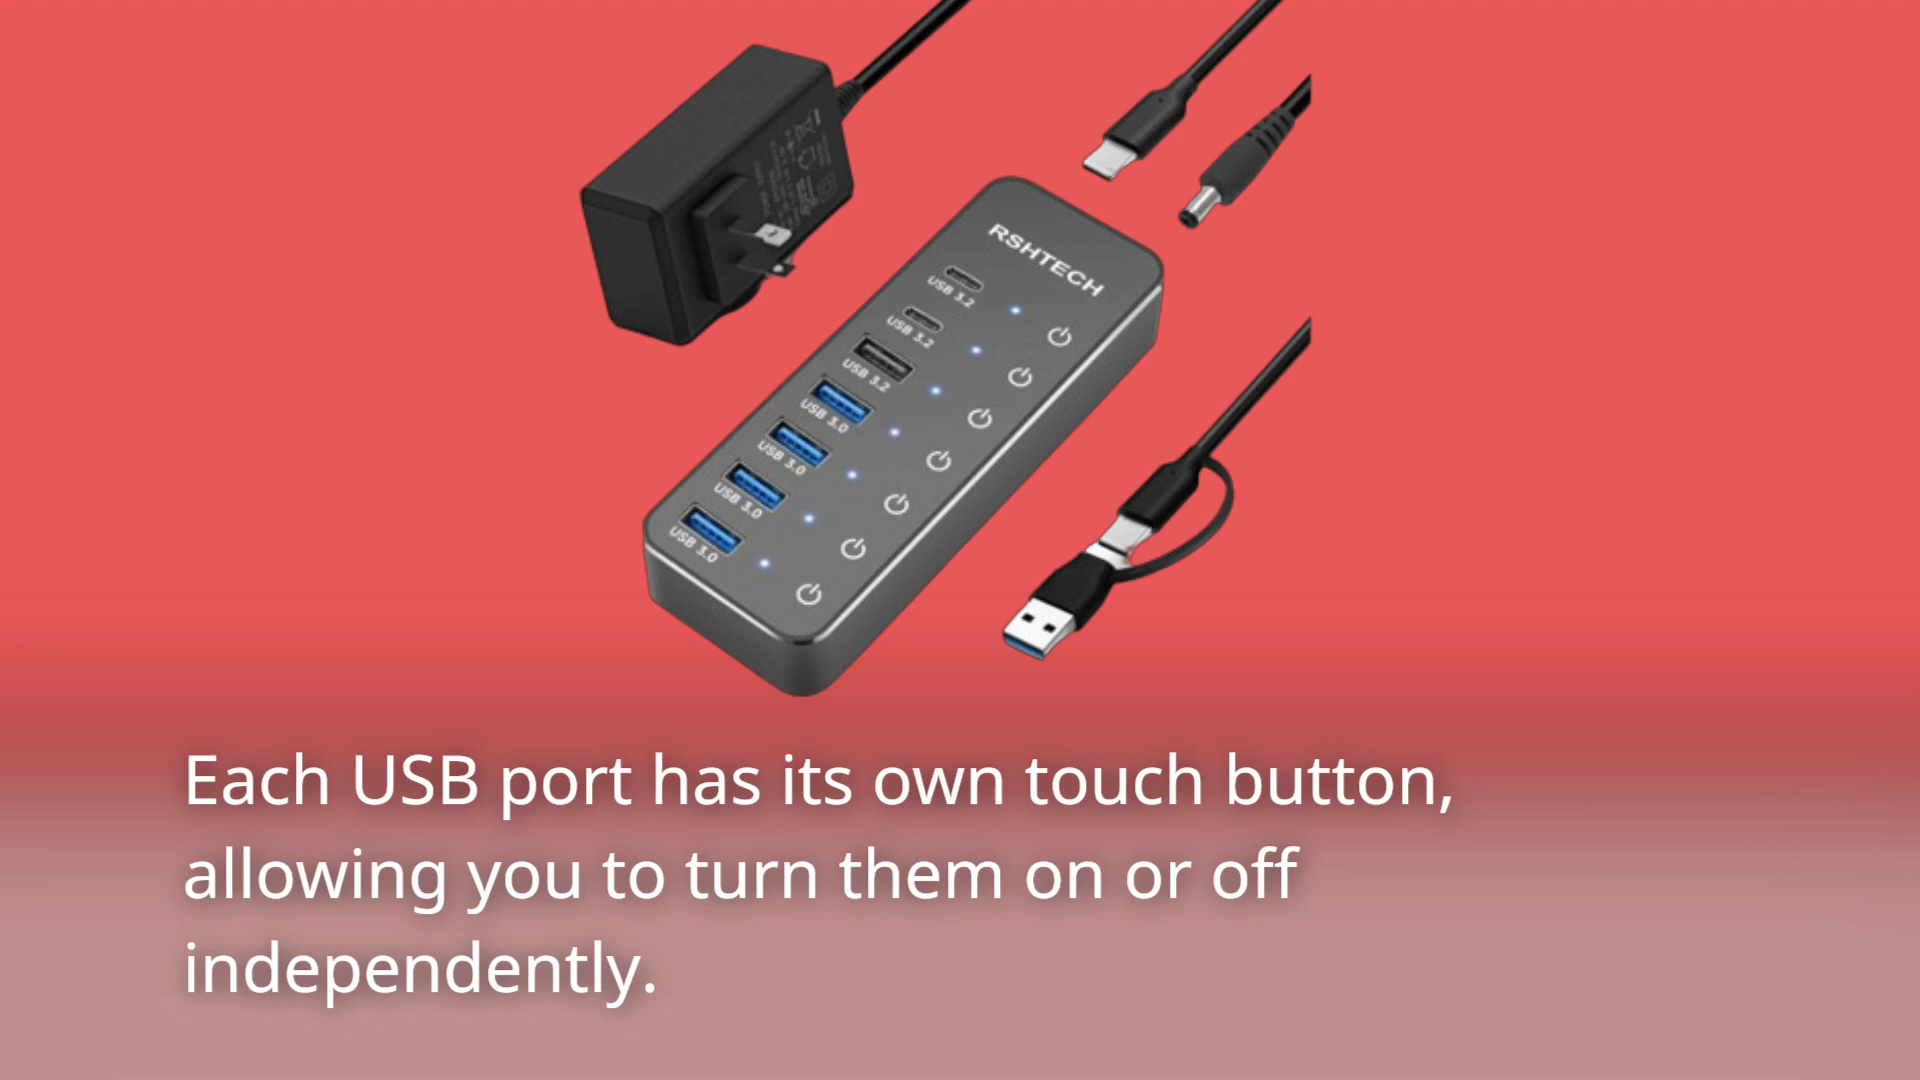 RSHTECH
USB 3.2
USB 3.2
USB 3.2
USB 3.0
USB 3.0
USB 3.0
USB 3.0
Each USB port has its own touch button,
allowing you to turn them on or off
independently.